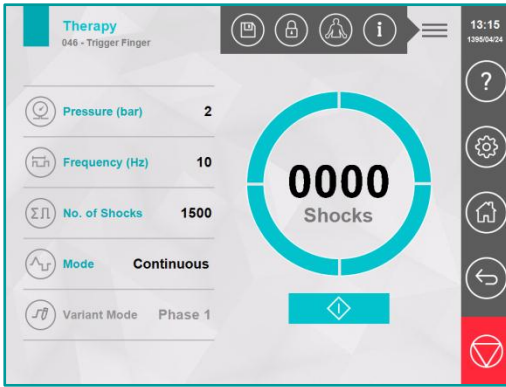 Therapy
046 - Trigger Finger
i
13:15
1395/04/24
?
Pressure (bar) 2
Frequency (Hz) 10
No. of Shocks 1500
Mode Continuous
Variant Mode Phase 1
0000
Shocks